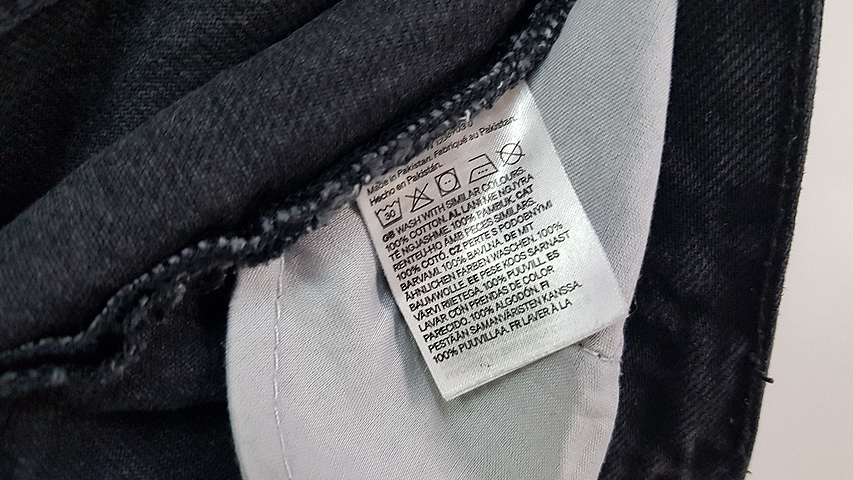 Made in Pakistan. Fabriqué au Pakistan.
Hecho en Pakistán.
30
GB WASH WITH SIMILAR COLOURS.
100% COTTON. AL LANI ME NGJYRA
TË NGJASHME. 100% PAMBUK. CAT
RENTEU-HO AMB PECES SIMILARS.
100% COTÓ. CZ PERTE S PODOBNÝMI
BARVAMI. 100% BAVLNA. DE MIT
ÄHNLICHEN FARBEN WASCHEN. 100%
BAUMWOLLE. EE PESE KOOS SARNAST
VÄRVI RIIETEGA. 100% PUUVILL. ES
LAVAR CON PRENDAS DE COLOR
PARECIDO. 100% ALGODÓN. FI
PESTÄÄN SAMANVÄRISTEN KANSSA.
100% PUUVILLAA. FR LAVER À LA